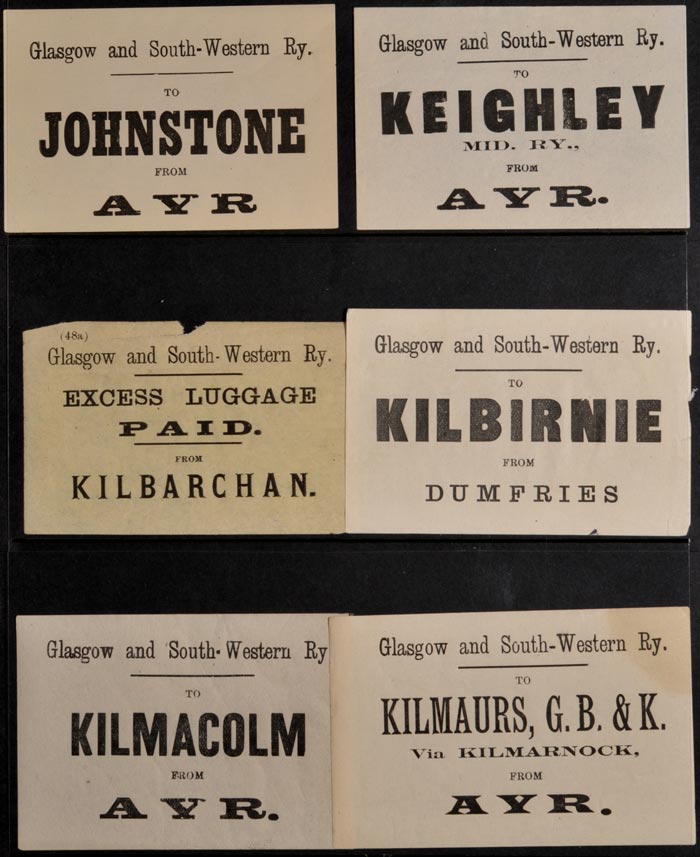 Glasgow and South-Western Ry.
TO
JOHNSTONE
FROM
AYR
Glasgow and South-Western Ry.
TO
KEIGHLEY
MID. RY.,
FROM
AYR.
(48a)
Glasgow and South-Western Ry.
EXCESS LUGGAGE
PAID.
FROM
KILBARCHAN.
Glasgow and South-Western Ry.
TO
KILBIRNIE
FROM
DUMFRIES
Glasgow and South-Western Ry
TO
KILMACOLM
FROM
AYR.
Glasgow and South-Western Ry.
TO
KILMAURS, G. B. & K.
Via KILMARNOCK,
FROM
AYR.